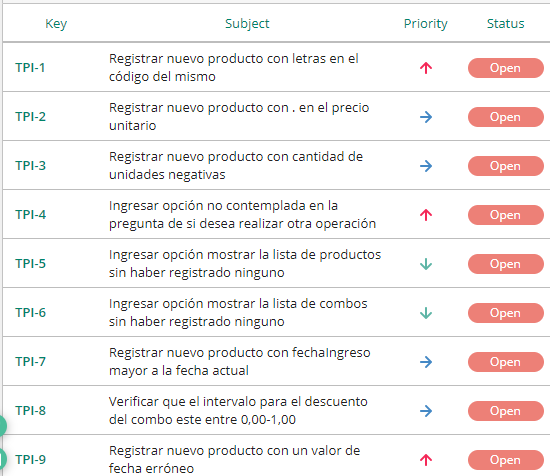 Key Subject Priority Status
TPI-1 Registrar nuevo producto con letras en el Open
código del mismo
TPI-2 Registrar nuevo producto con . en el precio Open
unitario
TPI-3 Registrar nuevo producto con cantidad de Open
unidades negativas
TPI-4 Ingresar opción no contemplada en la Open
pregunta de si desea realizar otra operación
TPI-5 Ingresar opción mostrar la lista de productos Open
sin haber registrado ninguno
TPI-6 Ingresar opción mostrar la lista de combos Open
sin haber registrado ninguno
TPI-7 Registrar nuevo producto con fechaIngreso Open
mayor a la fecha actual
TPI-8 Verificar que el intervalo para el descuento Open
del combo este entre 0,00-1,00
TPI-9 Registrar nuevo producto con un valor de Open
fecha erróneo